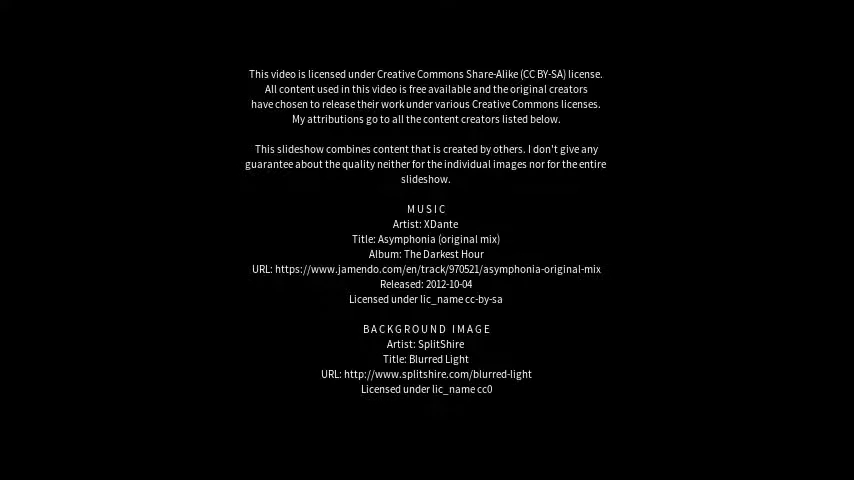 This video is licensed under Creative Commons Share-Alike (CC BY-SA) license.
All content used in this video is free available and the original creators
have chosen to release their work under various Creative Commons licenses.
My attributions go to all the content creators listed below.
This slideshow combines content that is created by others. I don't give any
guarantee about the quality neither for the individual images nor for the entire
slideshow.
MUSIC
Artist: XDante
Title: Asymphonia (original mix)
Album: The Darkest Hour
URL: https://www.jamendo.com/en/track/970521/asymphonia-original-mix
Released: 2012-10-04
Licensed under lic_name cc-by-sa
BACKGROUND IMAGE
Artist: SplitShire
Title: Blurred Light
URL: http://www.splitshire.com/blurred-light
Licensed under lic_name cc0